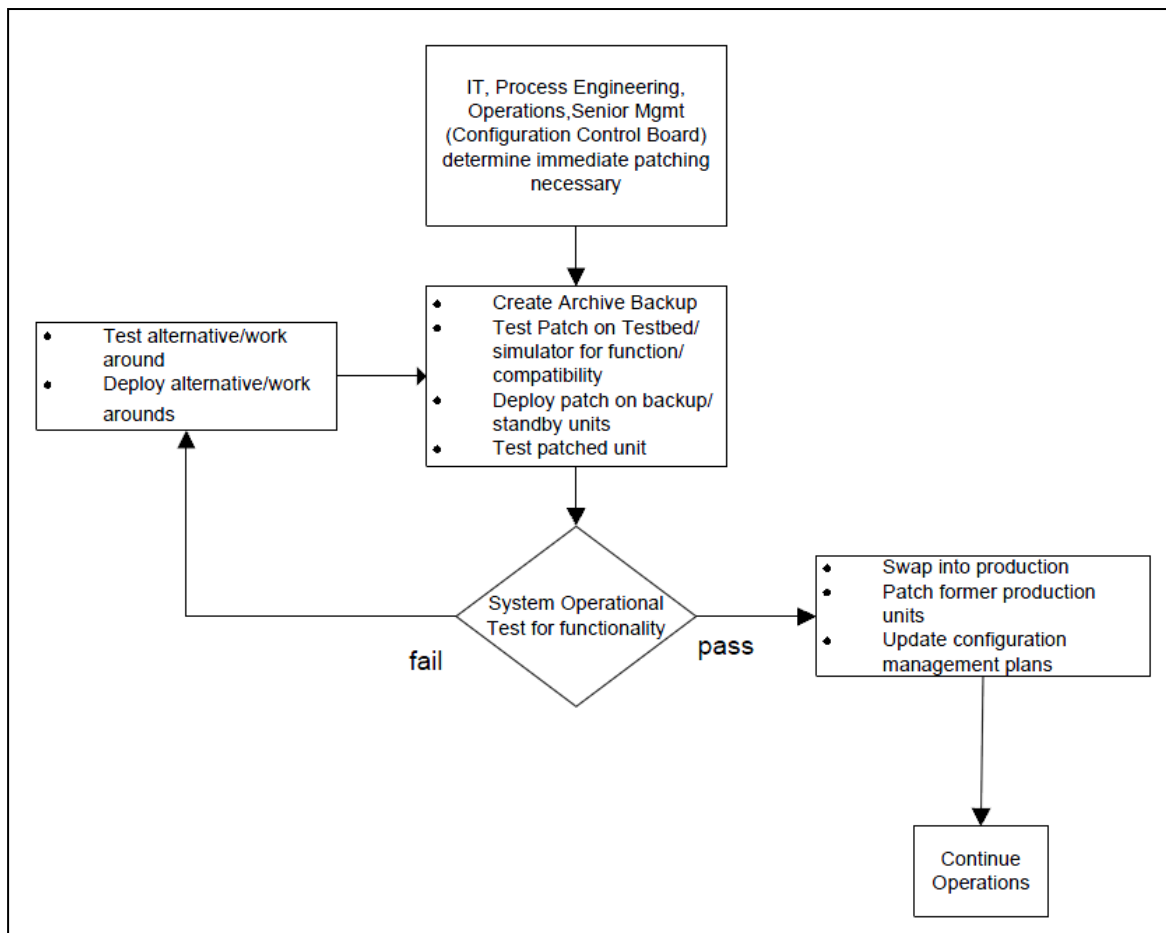 IT, Process Engineering,
Operations,Senior Mgmt
(Configuration Control Board)
determine immediate patching
necessary
• Create Archive Backup
• Test Patch on Testbed/
simulator for function/
compatibility
• Deploy patch on backup/
standby units
• Test patched unit
• Test alternative/work
around
• Deploy alternative/work
arounds
System Operational
Test for functionality
fail
pass
• Swap into production
• Patch former production
units
• Update configuration
management plans
Continue
Operations